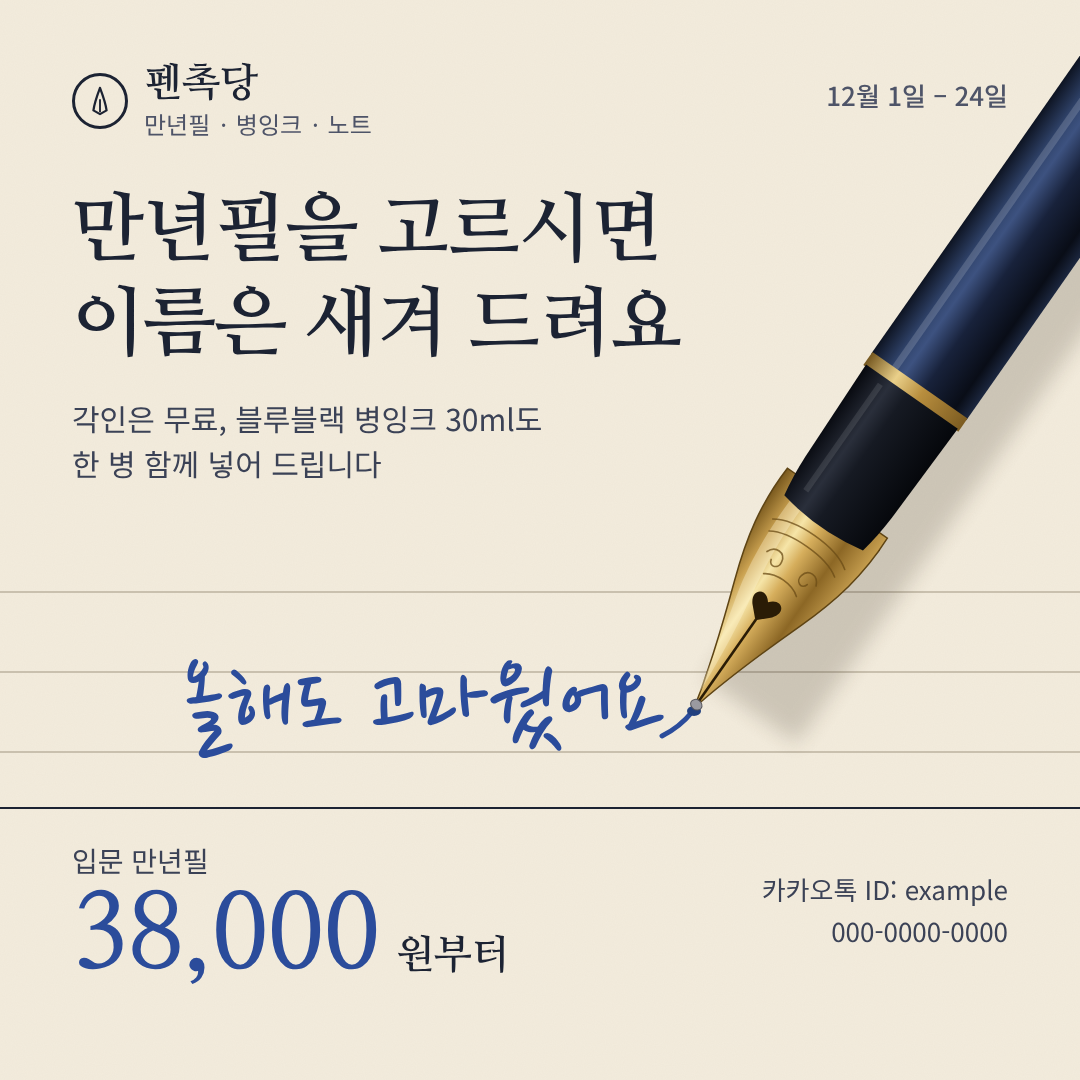 펜촉당
만년필 · 병잉크 · 노트
12월 1일 – 24일
만년필을 고르시면
이름은 새겨 드려요
각인은 무료, 블루블랙 병잉크 30ml도
한 병 함께 넣어 드립니다
올해도 고마웠어요
입문 만년필
38,000 원부터
카카오톡 ID: example
000-0000-0000